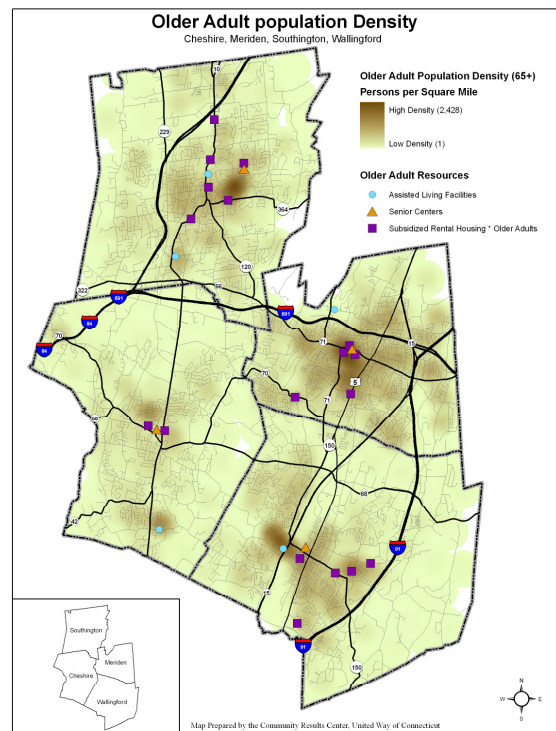 Older Adult population Density
Cheshire, Meriden, Southington, Wallingford
Older Adult Population Density (65+)
Persons per Square Mile
High Density (2,428)
Low Density (1)
Older Adult Resources
Assisted Living Facilities
Senior Centers
Subsidized Rental Housing * Older Adults
10
229
364
120
322
66
691
84
70
84
691
71
15
5
70
71
150
68
68
42
15
91
91
150
Southington
Meriden
Cheshire
Wallingford
N
W E
S
Map Prepared by the Community Results Center, United Way of Connecticut